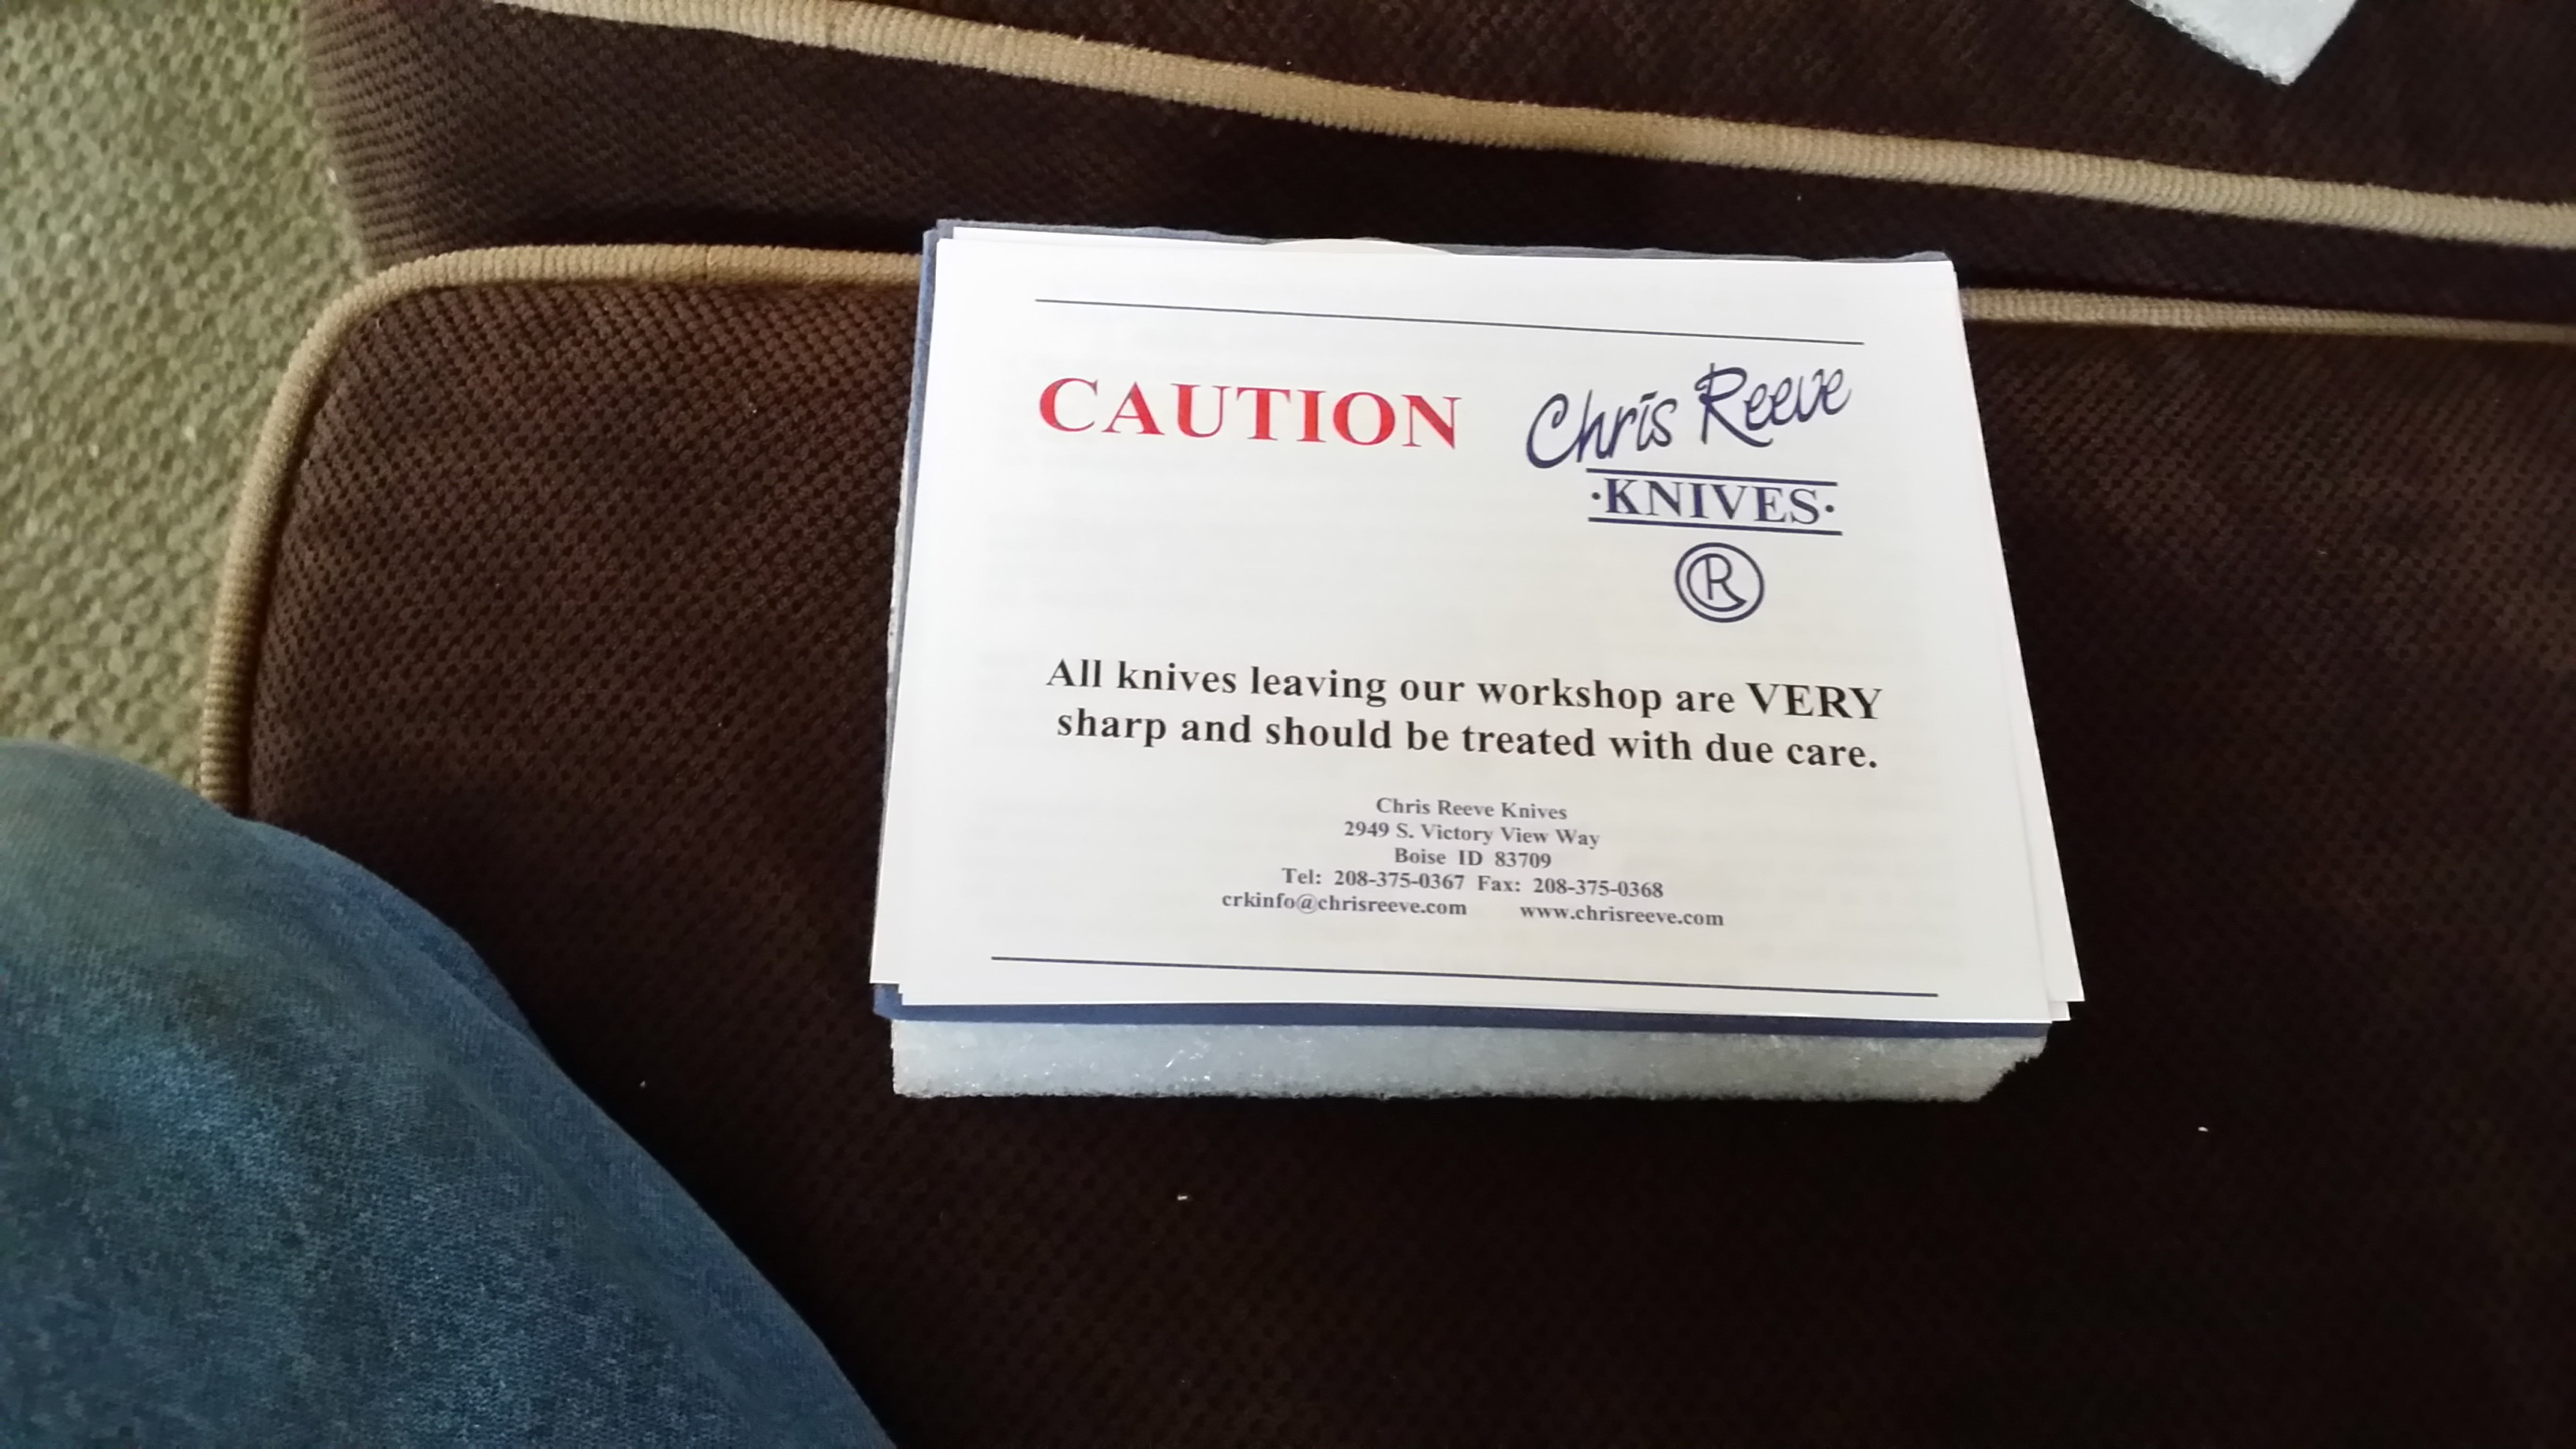 CAUTION
Chris Reeve
·KNIVES·
CR
All knives leaving our workshop are VERY
sharp and should be treated with due care.
Chris Reeve Knives
2949 S. Victory View Way
Boise ID 83709
Tel: 208-375-0367 Fax: 208-375-0368
crkinfo@chrisreeve.com www.chrisreeve.com